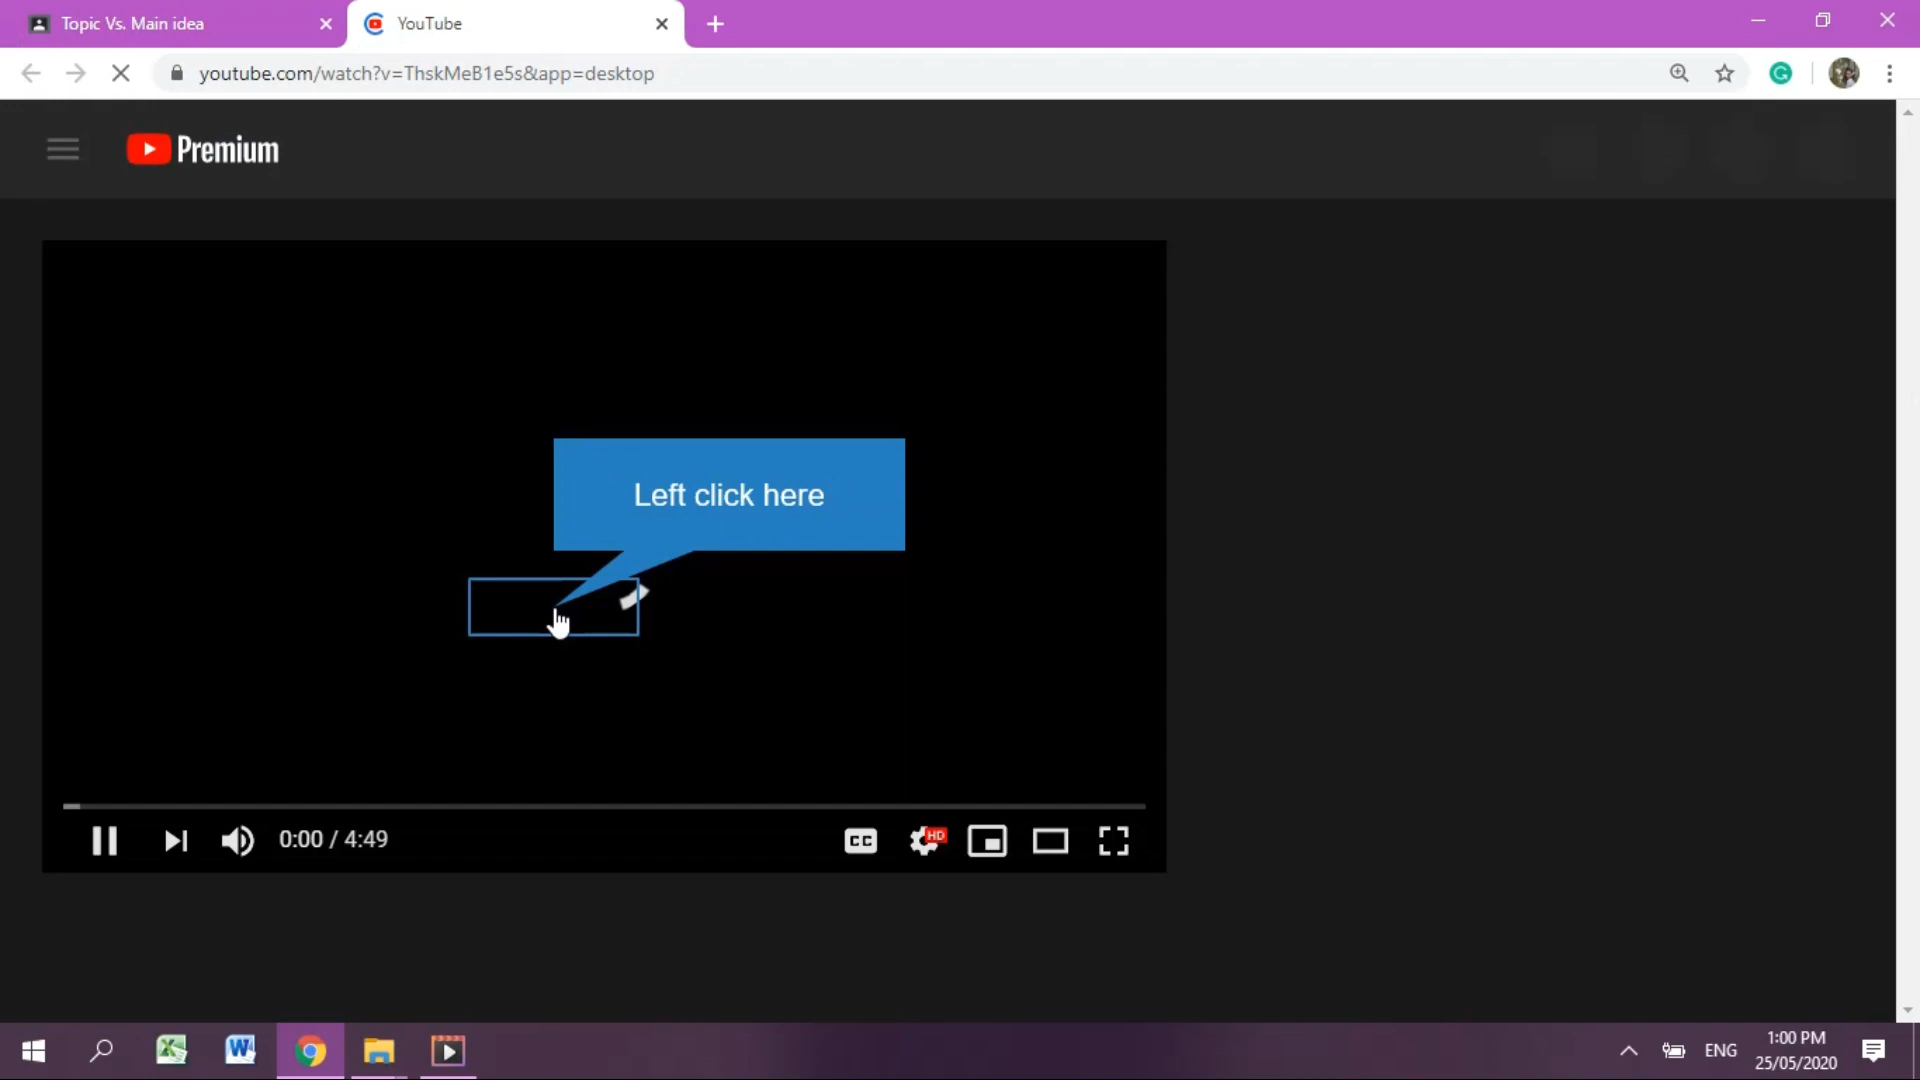 Topic Vs. Main idea
YouTube
youtube.com/watch?v=ThskMeB1e5s&app=desktop
Premium
Left click here
0:00 / 4:49
CC
HD
1:00 PM
ENG
25/05/2020